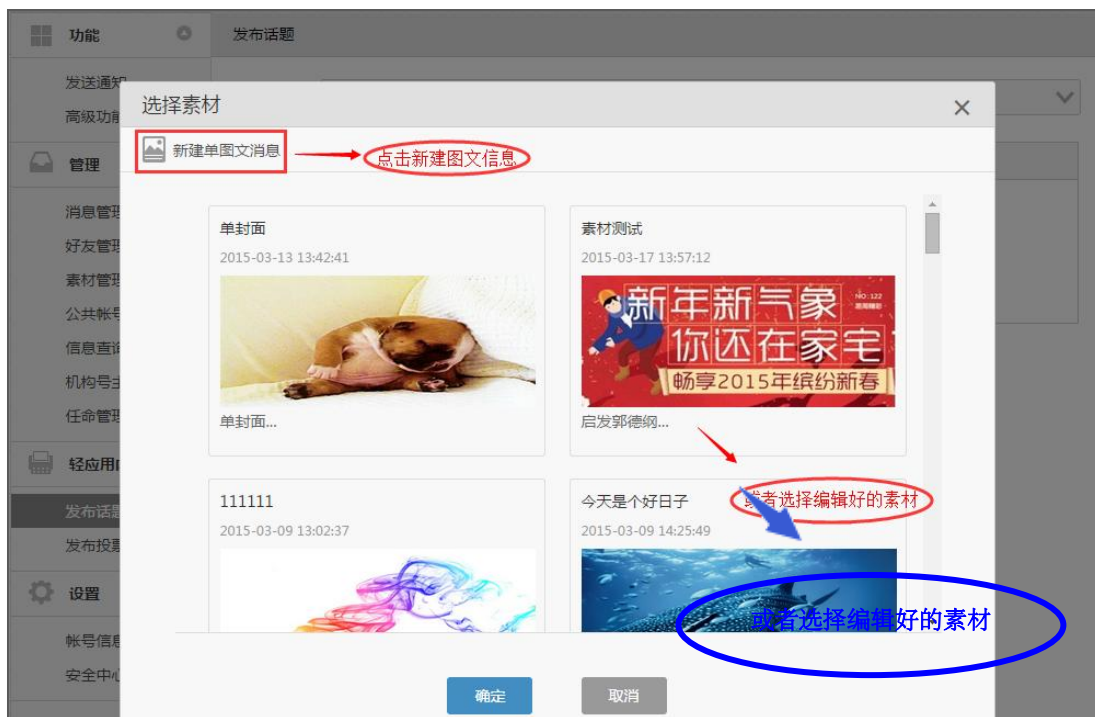 功能
发布话题
发送通知
高级功能
选择素材
新建单图文消息
点击新建图文信息
管理
消息管理
好友管理
素材管理
公共帐号
信息查询
机构号主
任命管理
单封面
2015-03-13 13:42:41
单封面...
素材测试
2015-03-17 13:57:12
新年新气象
NO:122
你还在家宅
畅享2015年缤纷新春
启发郭德纲...
轻应用
发布话题
发布投票
111111
2015-03-09 13:02:37
今天是个好日子
或者选择编辑好的素材
2015-03-09 14:25:49
或者选择编辑好的素材
设置
帐号信息
安全中心
确定
取消